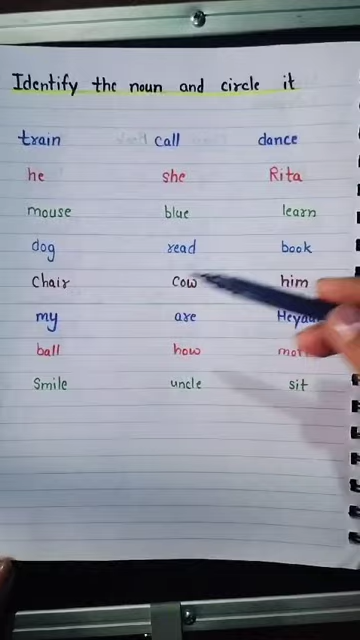 Identify the noun and circle it
train call dance
he she Rita
mouse blue learn
dog read book
Chair Cow him
my are
ball how
Smile uncle sit